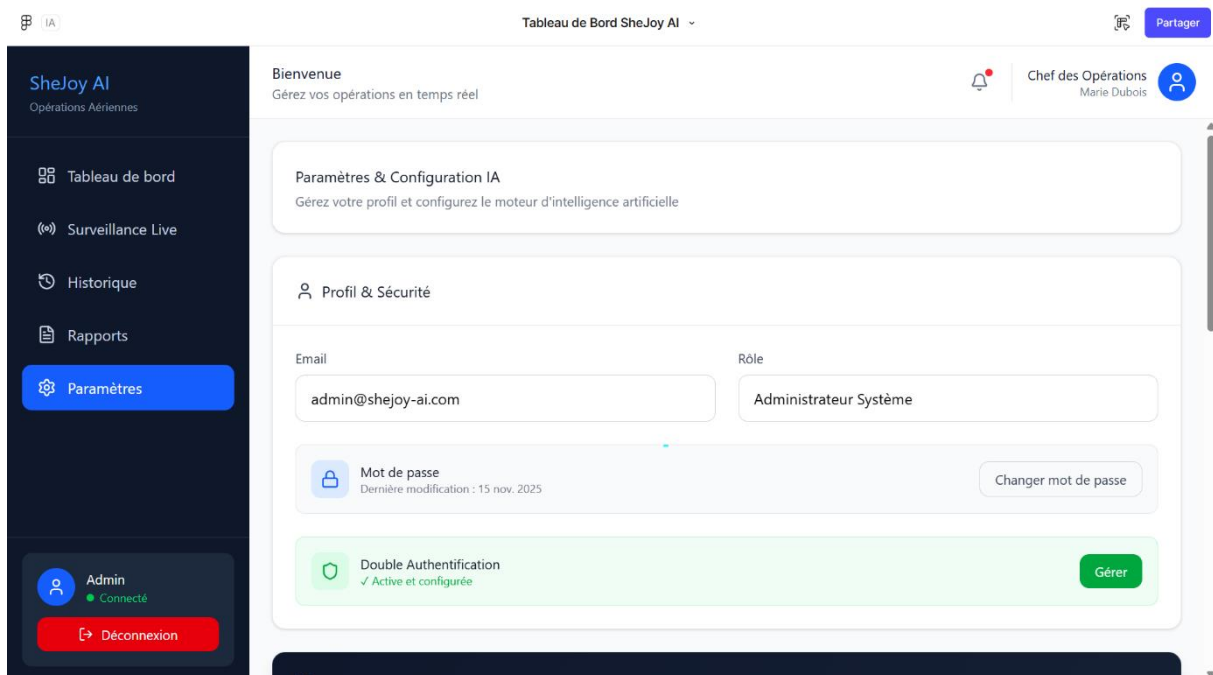 IA
Tableau de Bord SheJoy AI
Partager
SheJoy AI
Opérations Aériennes
Tableau de bord
Surveillance Live
Historique
Rapports
Paramètres
Admin
Connecté
Déconnexion
Bienvenue
Gérez vos opérations en temps réel
Chef des Opérations
Marie Dubois
Paramètres & Configuration IA
Gérez votre profil et configurez le moteur d'intelligence artificielle
Profil & Sécurité
Email
Rôle
admin@shejoy-ai.com
Administrateur Système
Mot de passe
Dernière modification : 15 nov. 2025
Changer mot de passe
Double Authentification
✓ Active et configurée
Gérer